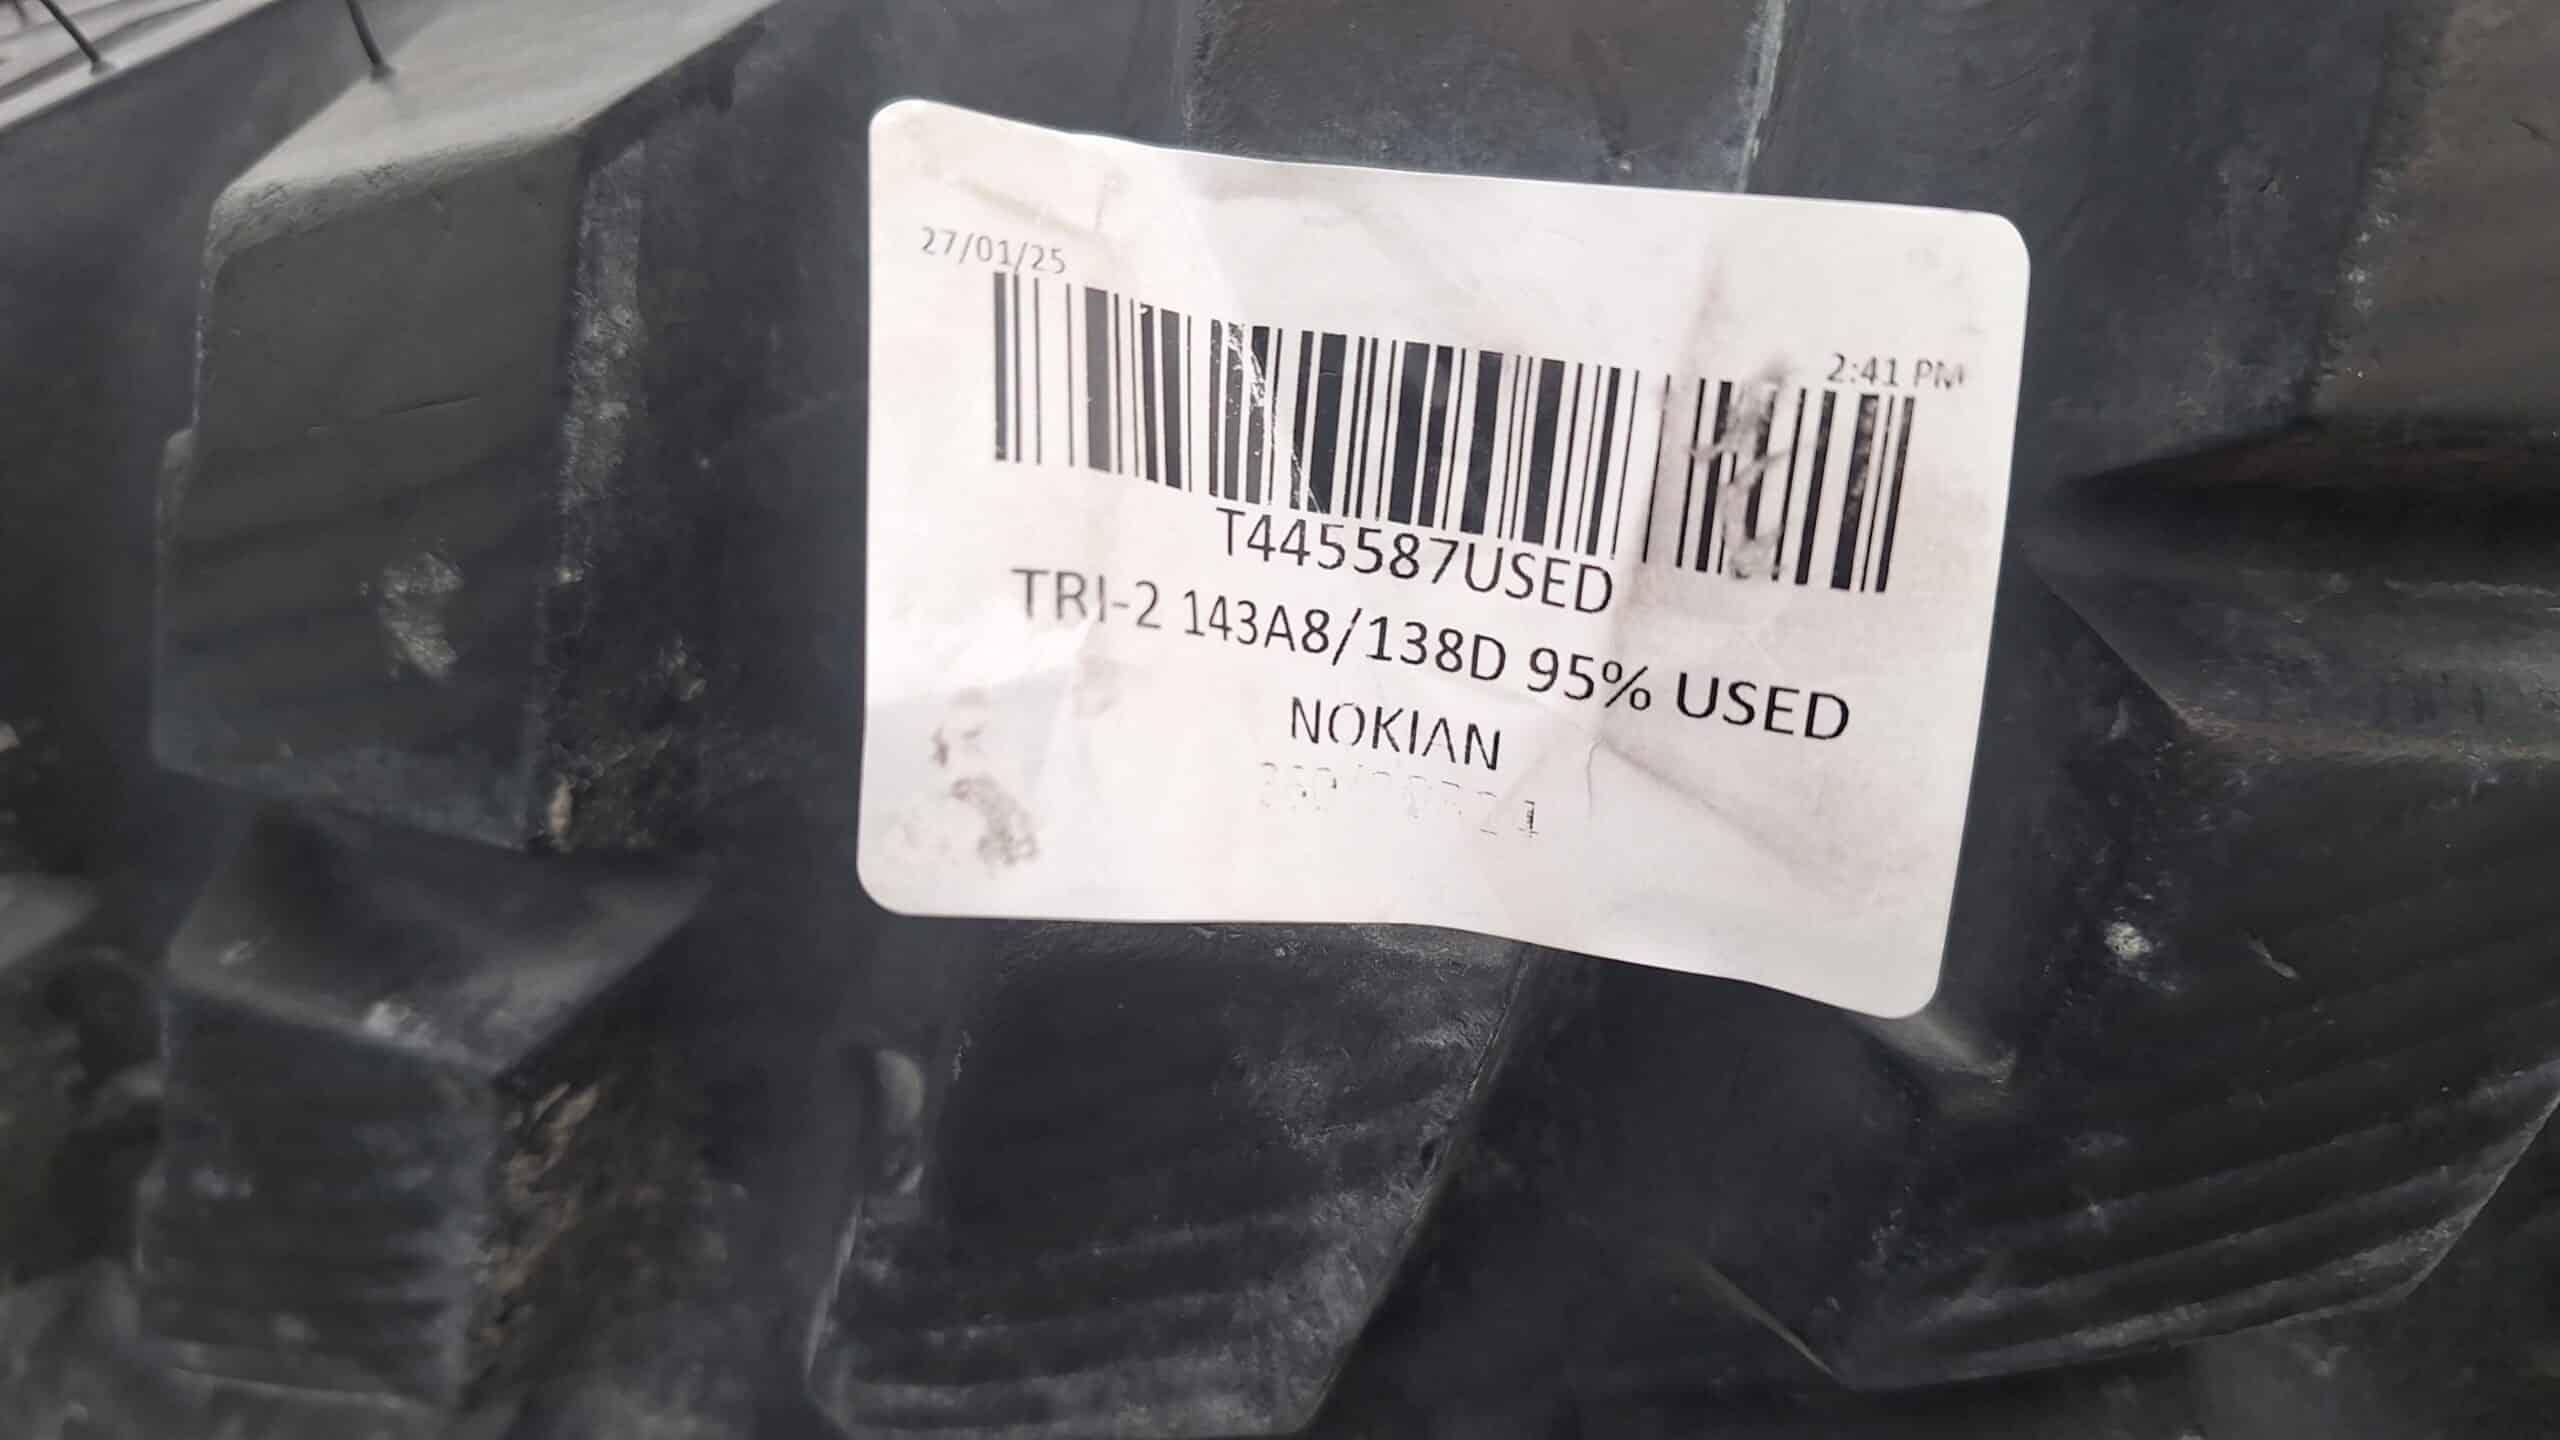 27/01/25
2:41 PM
T445587USED
TRI-2 143A8/138D 95% USED
NOKIAN